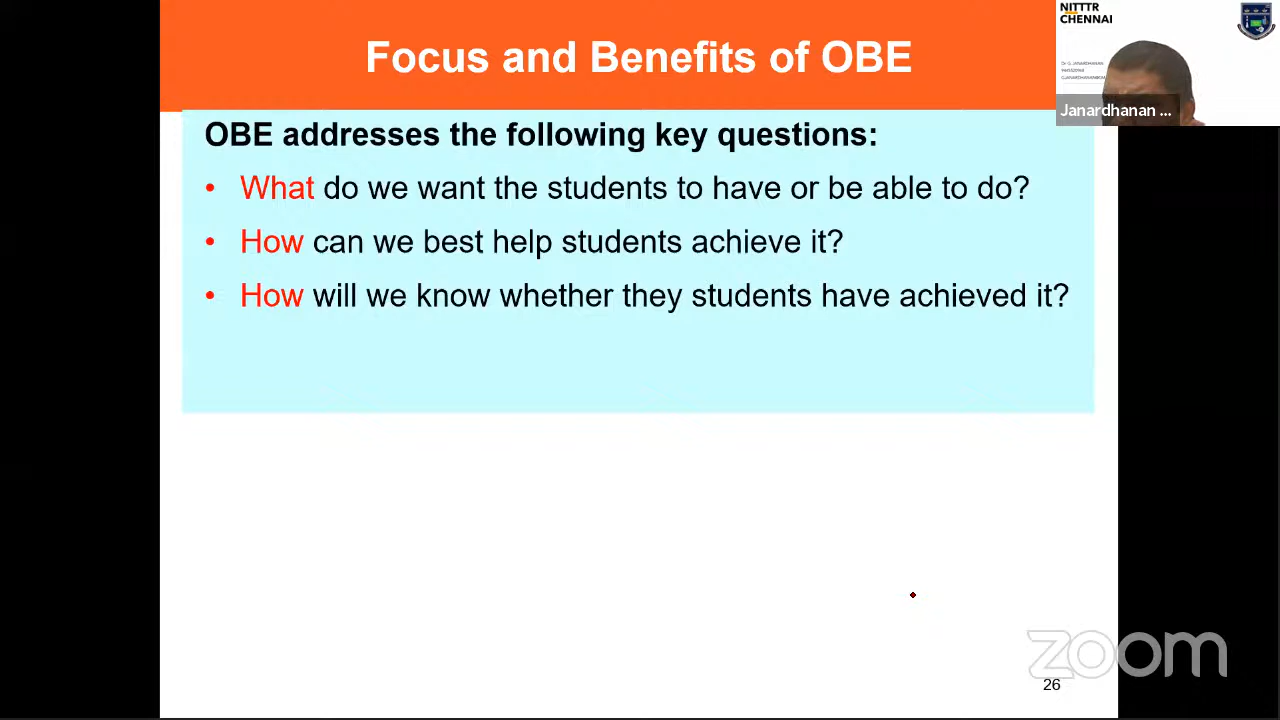 Focus and Benefits of OBE
NITTTR
CHENNAI
Dr G. JANARDHANAN
Janardhanan ...
OBE addresses the following key questions:
• What do we want the students to have or be able to do?
• How can we best help students achieve it?
• How will we know whether they students have achieved it?
zoom
26